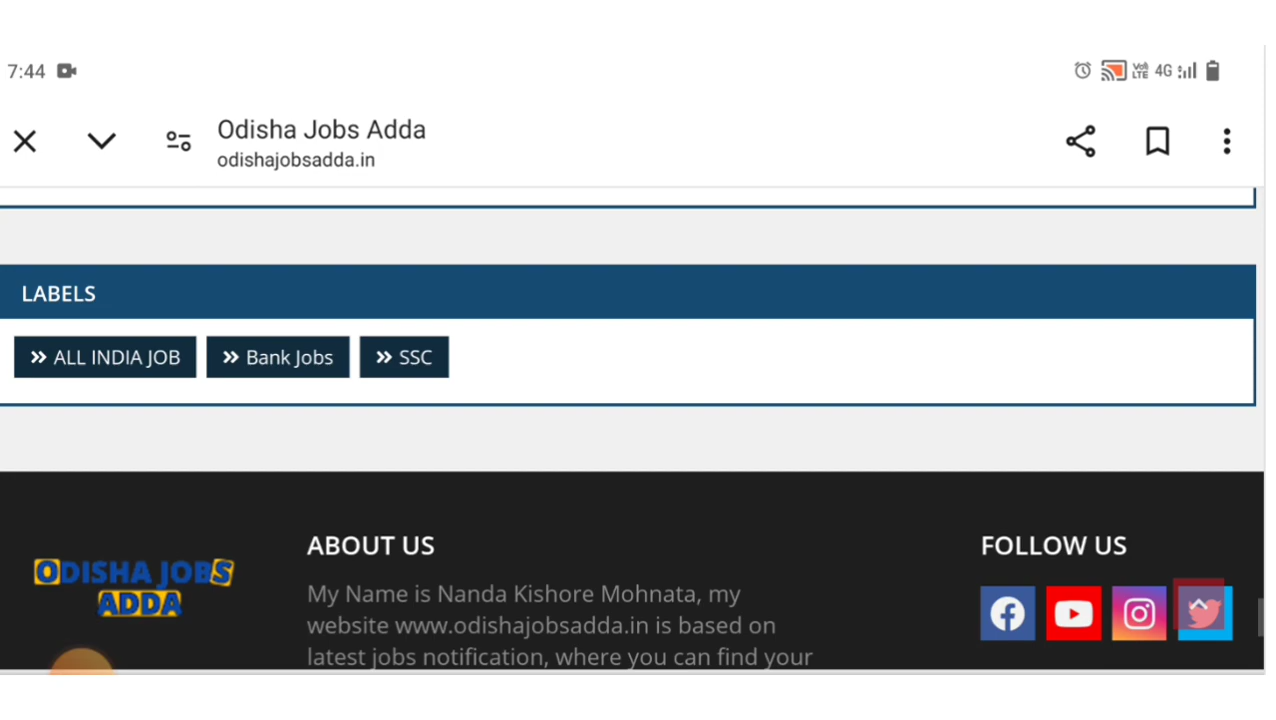 7:44
VoI LTE 4G
Odisha Jobs Adda
odishajobsadda.in
LABELS
» ALL INDIA JOB » Bank Jobs » SSC
ODISHA JOBS
ADDA
ABOUT US
My Name is Nanda Kishore Mohnata, my
website www.odishajobsadda.in is based on
latest jobs notification, where you can find your
FOLLOW US